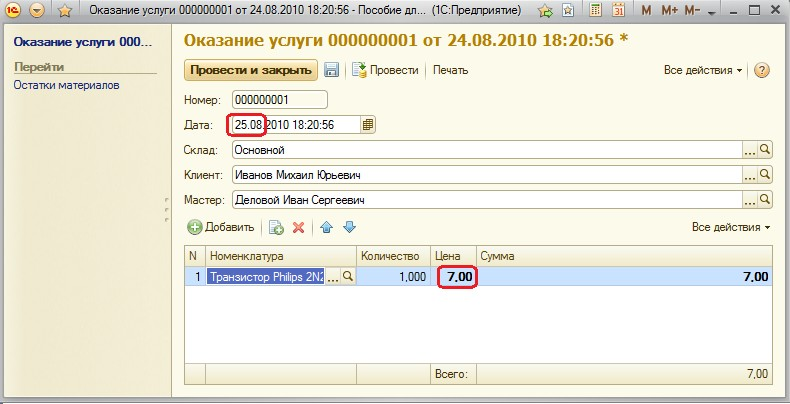 Оказание услуги 000000001 от 24.08.2010 18:20:56 - Пособие дл... (1С:Предприятие)
M M+ M-
Оказание услуги 000...
Перейти
Остатки материалов
Оказание услуги 000000001 от 24.08.2010 18:20:56 *
Провести и закрыть Провести Печать Все действия
Номер: 000000001
Дата: 25.08.2010 18:20:56
Склад: Основной
Клиент: Иванов Михаил Юрьевич
Мастер: Деловой Иван Сергеевич
Добавить Все действия
N Номенклатура Количество Цена Сумма
1 Транзистор Philips 2N2 ... 1,000 7,00 7,00
Всего: 7,00